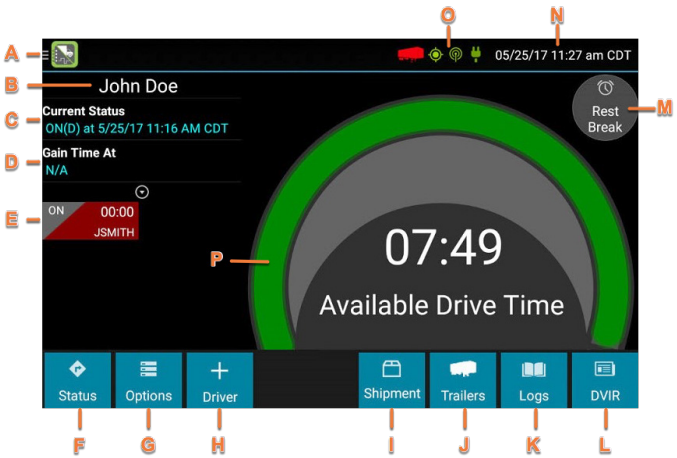 O
N
A
05/25/17 11:27 am CDT
B
John Doe
Current Status
C
ON(D) at 5/25/17 11:16 AM CDT
Rest
Break
M
Gain Time At
D
N/A
E
ON 00:00
JSMITH
P
07:49
Available Drive Time
Status
Options
Driver
Shipment
Trailers
Logs
DVIR
F
G
H
I
J
K
L